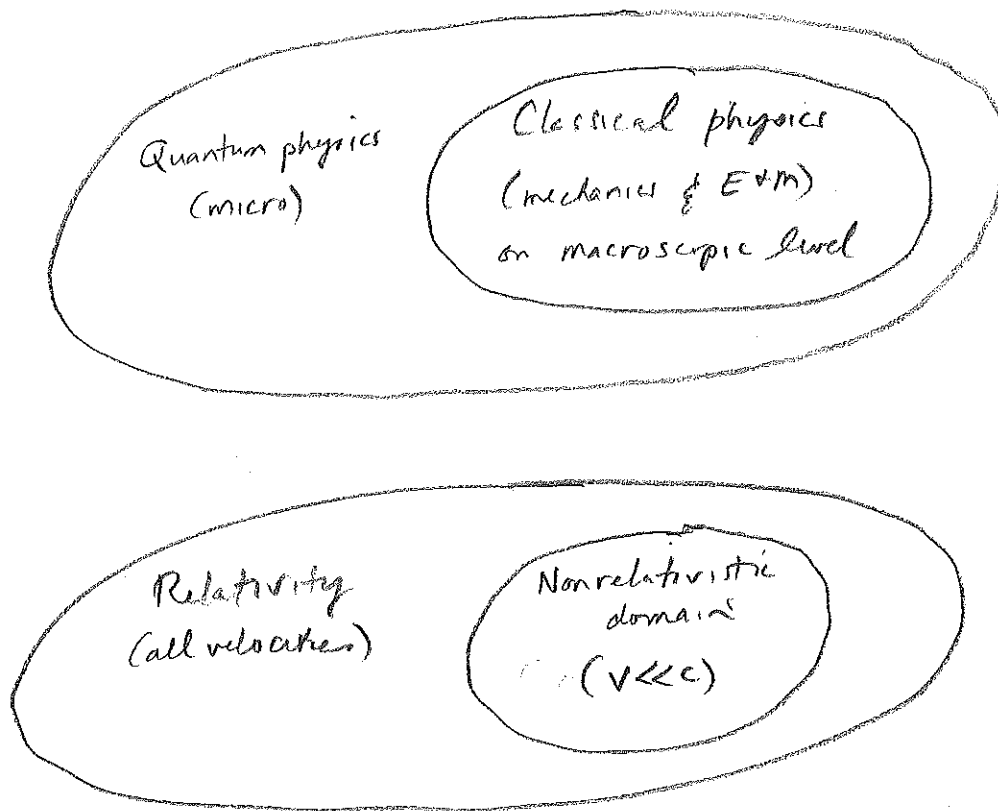 Quantum physics
(micro)
Classical physics
(mechanics & E+M)
on macroscopic level
Relativity
(all velocities)
Nonrelativistic
domain
(v<<c)